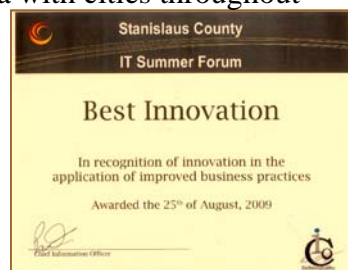 a with cities throughout
Stanislaus County
IT Summer Forum
Best Innovation
In recognition of innovation in the
application of improved business practices
Awarded the 25th of August, 2009
Chief Information Officer